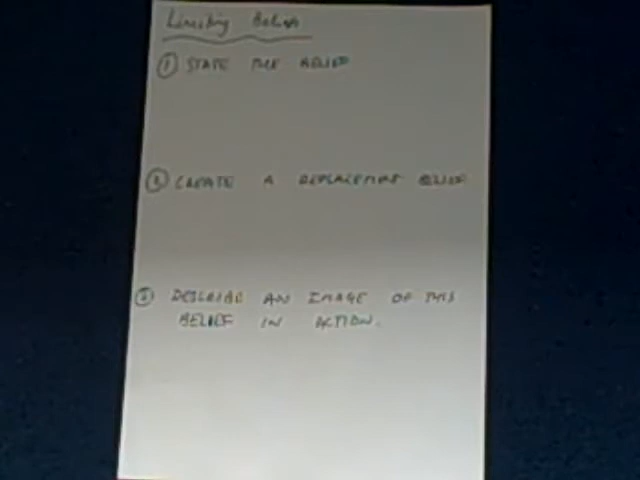 Limiting Beliefs
① STATE THE BELIEF
② CREATE A REPLACEMENT BELIEF
③ DESCRIBE AN IMAGE OF THIS
BELIEF IN ACTION.